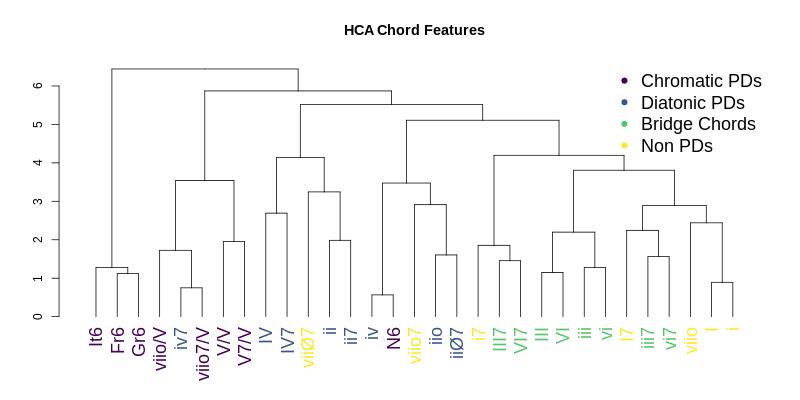 HCA Chord Features
6
5
4
3
2
1
0
Chromatic PDs
Diatonic PDs
Bridge Chords
Non PDs
It6
Fr6
Gr6
viio/V
iv7
viio7/V
V/V
V7/V
IV
IV7
viiØ7
ii
ii7
iv
N6
viio7
iio
iiØ7
i7
III7
VI7
III
VI
iii
vi
I7
iii7
vi7
viio
I
i